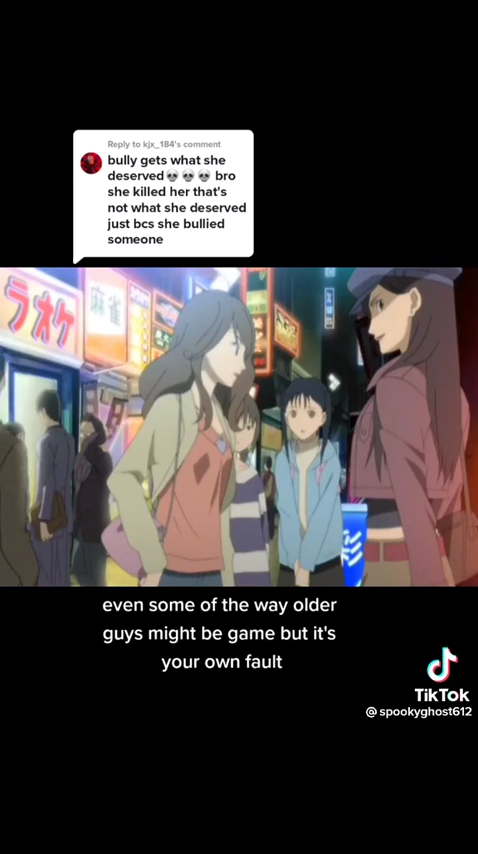 Reply to kjx_184's comment
bully gets what she
deserved💀💀💀 bro
she killed her that's
not what she deserved
just bcs she bullied
someone
ラオケ
麻雀
even some of the way older
guys might be game but it's
your own fault
TikTok
@spookyghost612